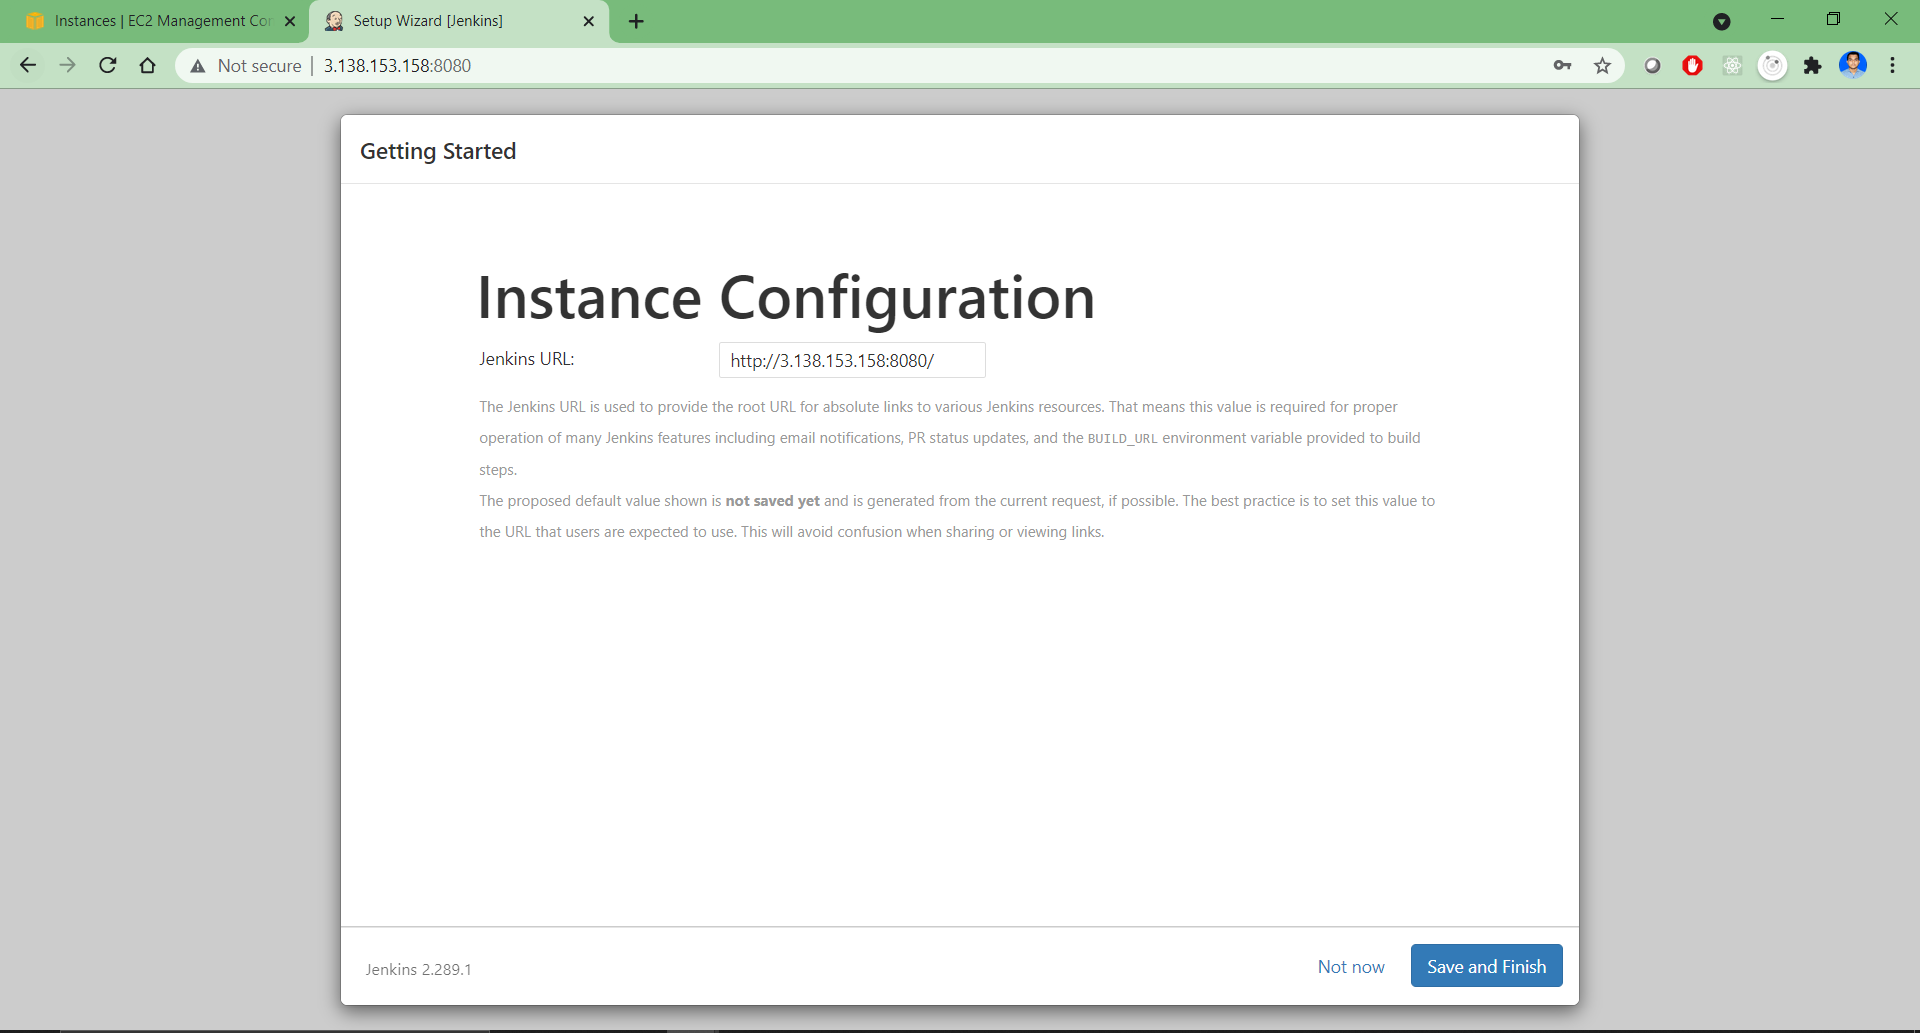 Instances | EC2 Management Con
Setup Wizard [Jenkins]
Not secure
3.138.153.158:8080
Getting Started
Instance Configuration
Jenkins URL:
http://3.138.153.158:8080/
The Jenkins URL is used to provide the root URL for absolute links to various Jenkins resources. That means this value is required for proper
operation of many Jenkins features including email notifications, PR status updates, and the BUILD_URL environment variable provided to build
steps.
The proposed default value shown is not saved yet and is generated from the current request, if possible. The best practice is to set this value to
the URL that users are expected to use. This will avoid confusion when sharing or viewing links.
Jenkins 2.289.1
Not now
Save and Finish